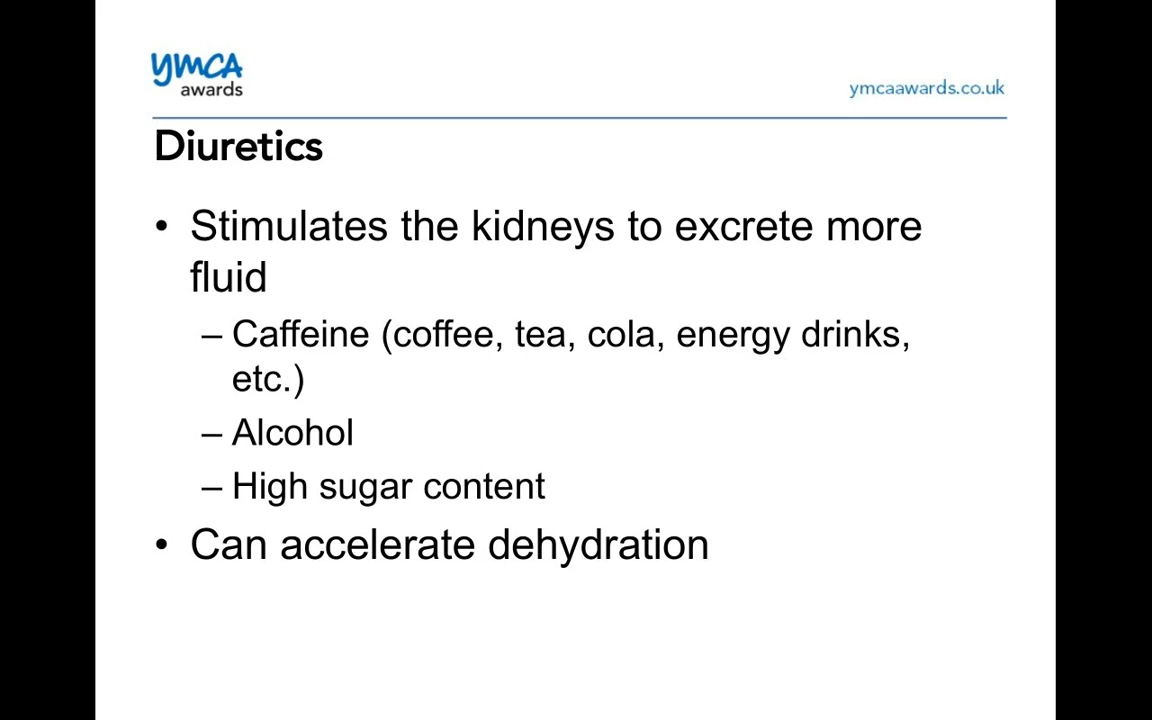 ymca
awards
ymcaawards.co.uk
Diuretics
• Stimulates the kidneys to excrete more
fluid
– Caffeine (coffee, tea, cola, energy drinks,
etc.)
– Alcohol
– High sugar content
• Can accelerate dehydration